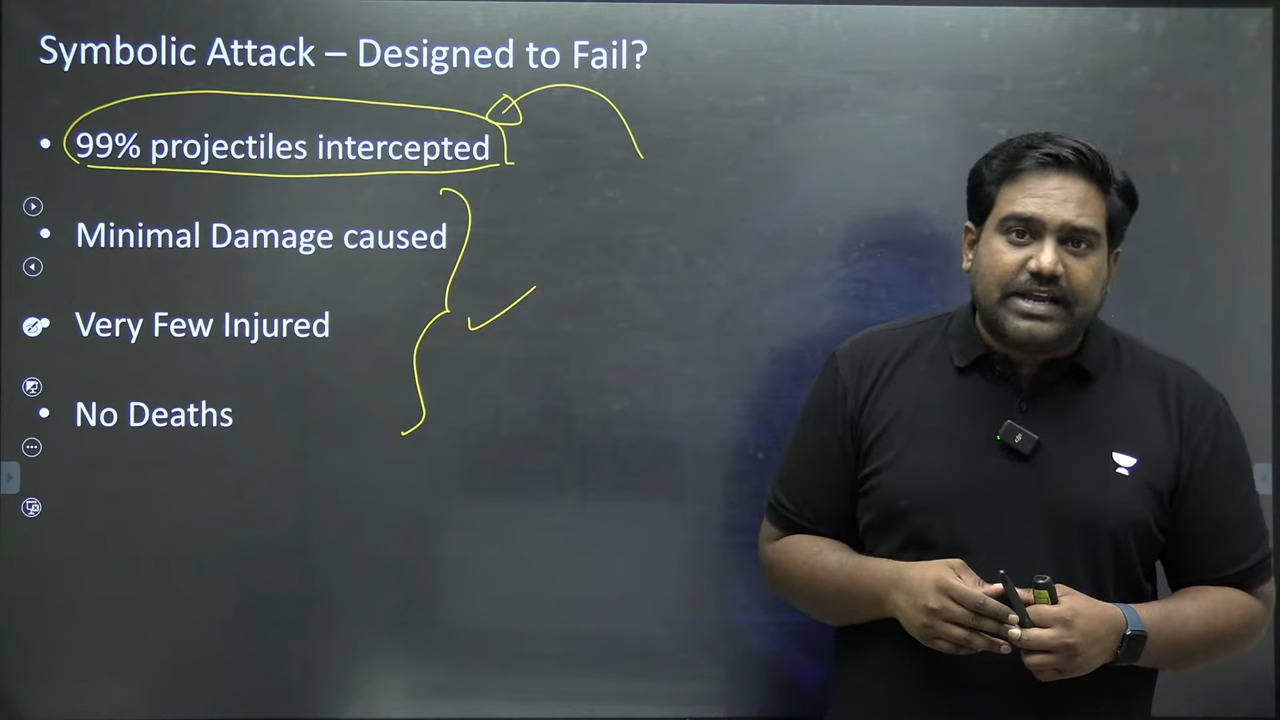 Symbolic Attack – Designed to Fail?
• 99% projectiles intercepted
• Minimal Damage caused
• Very Few Injured
• No Deaths